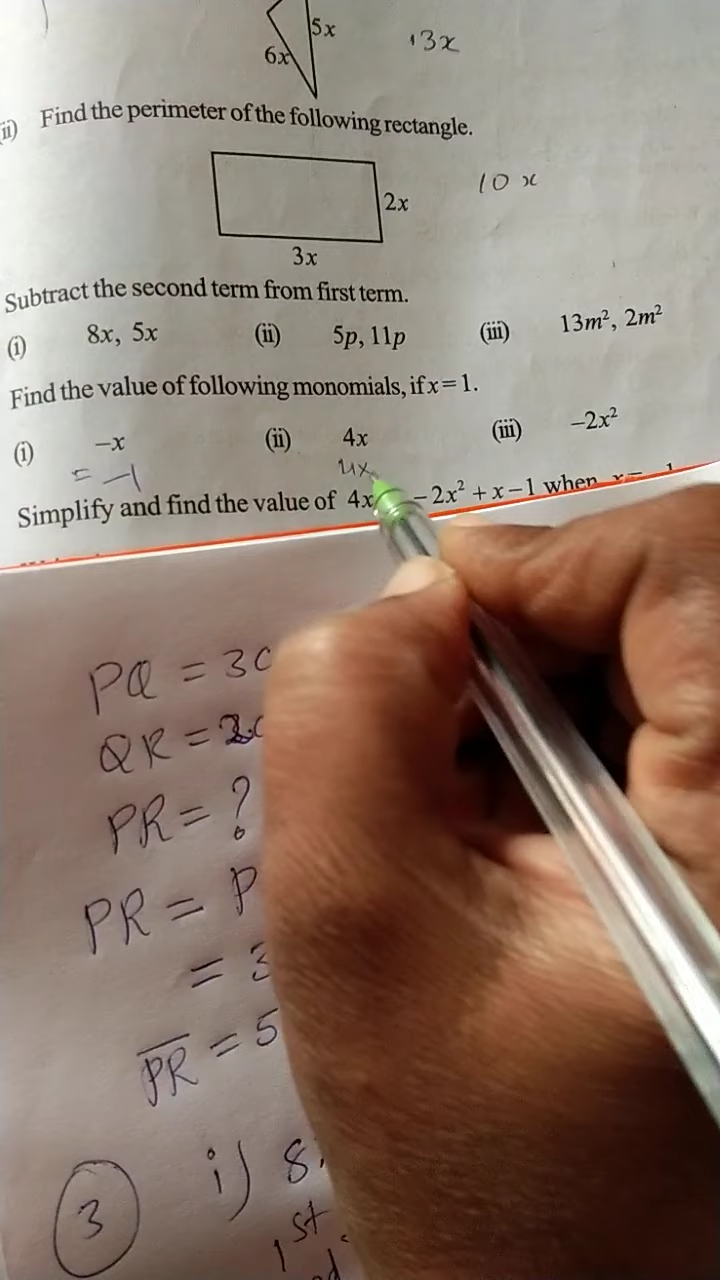 5x
6x
13x
ii) Find the perimeter of the following rectangle.
2x
10 x
3x
Subtract the second term from first term.
(i) 8x, 5x (ii) 5p, 11p (iii) 13m², 2m²
Find the value of following monomials, if x = 1.
(i) –x (ii) 4x (iii) –2x²
= –1 4x
Simplify and find the value of 4x – 2x² + x – 1 when
PQ = 3
QR =
PR = ?
PR = P
= 3
PR = 5
3 i) 8
1st